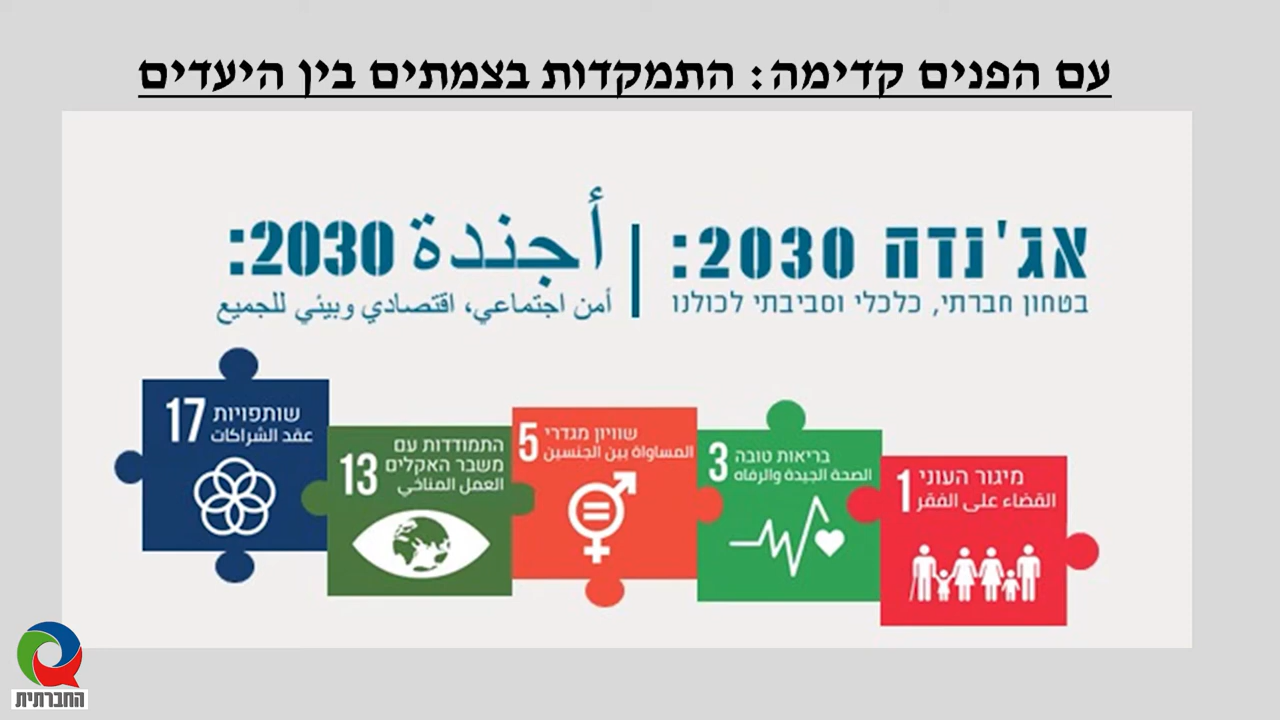 עם הפנים קדימה: התמקדות בצמתים בין היעדים
אג'נדה 2030:
בטחון חברתי, כלכלי וסביבתי לכולנו
أجندة 2030:
أمن اجتماعي، اقتصادي وبيئي للجميع
1 מיגור העוני
القضاء على الفقر
3 בריאות טובה
الصحة الجيدة والرفاه
5 שוויון מגדרי
المساواة بين الجنسين
13 התמודדות עם
משבר האקלים
العمل المناخي
17 שותפויות
عقد الشراكات
החברתית